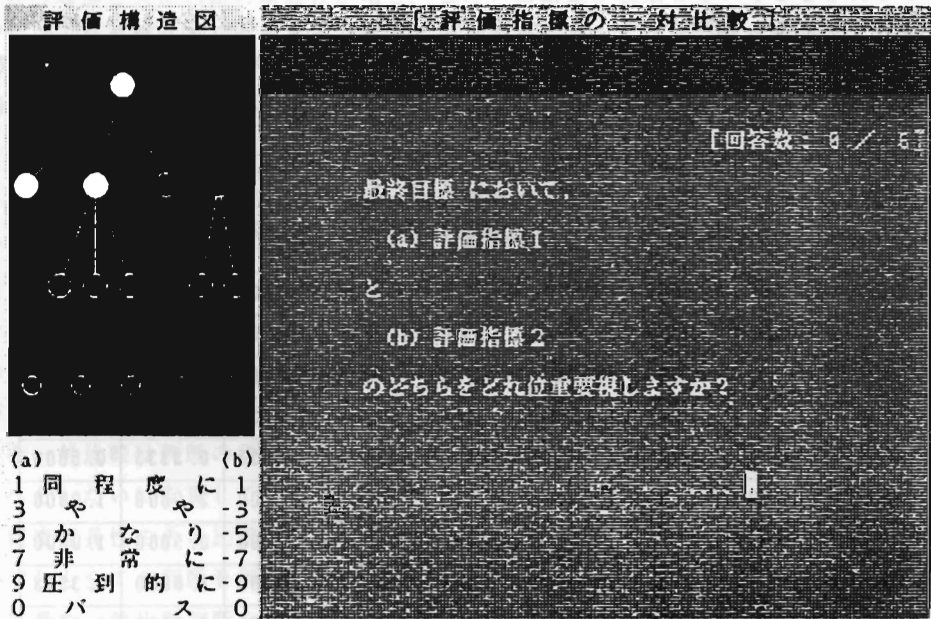 評価構造図
[評価指標の一対比較]
[回答数: 0 / 6]
最終目標 において,
(a) 評価指標1
と
(b) 評価指標2
のどちらをどれ位重要視しますか?
(a) (b)
1 同程度に 1
3 やや -3
5 かなり -5
7 非常に -7
9 圧到的に -9
0 パス 0